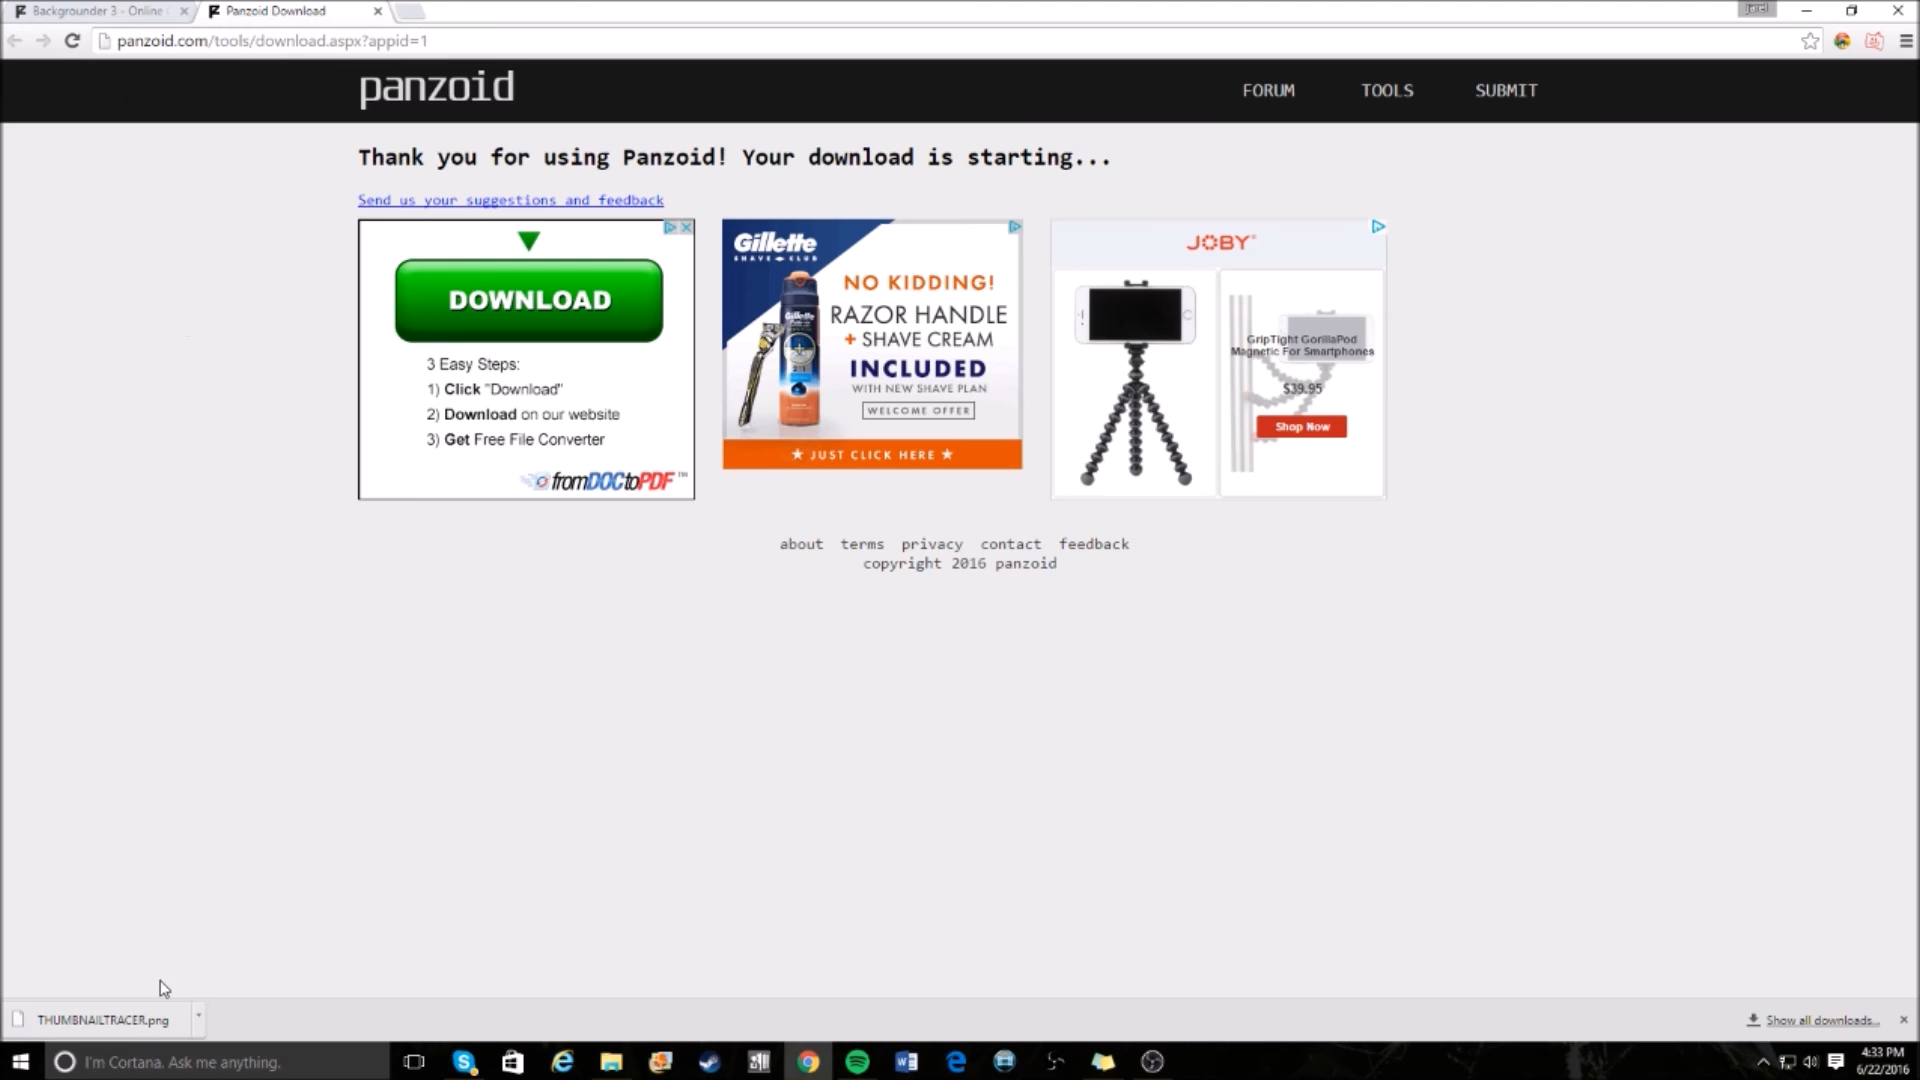 Backgrounder 3 - Online
Panzoid Download
panzoid.com/tools/download.aspx?appid=1
panzoid
FORUM
TOOLS
SUBMIT
Thank you for using Panzoid! Your download is starting...
Send us your suggestions and feedback
DOWNLOAD
3 Easy Steps:
1) Click "Download"
2) Download on our website
3) Get Free File Converter
fromDOCtoPDF™
Gillette
SHAVE CLUB
NO KIDDING!
RAZOR HANDLE
+ SHAVE CREAM
INCLUDED
WITH NEW SHAVE PLAN
WELCOME OFFER
★ JUST CLICK HERE ★
JOBY®
GripTight GorillaPod
Magnetic For Smartphones
$39.95
Shop Now
about terms privacy contact feedback
copyright 2016 panzoid
THUMBNAILTRACER.png
Show all downloads...
I'm Cortana. Ask me anything.
4:33 PM
6/22/2016